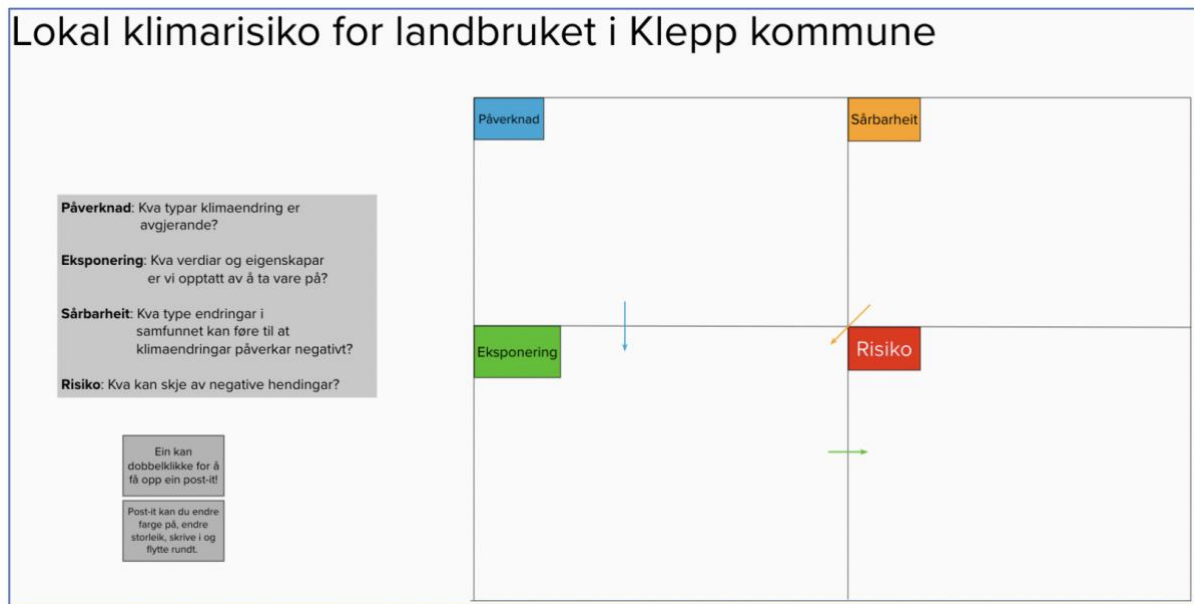 Lokal klimarisiko for landbruket i Klepp kommune
Påverknad
Sårbarheit
Påverknad: Kva typar klimaendring er
avgjerande?
Eksponering: Kva verdiar og eigenskapar
er vi opptatt av å ta vare på?
Sårbarheit: Kva type endringar i
samfunnet kan føre til at
klimaendringar påverkar negativt?
Risiko: Kva kan skje av negative hendingar?
Eksponering
Risiko
Ein kan
dobbelklikke for å
få opp ein post-it!
Post-it kan du endre
farge på, endre
storleik, skrive i og
flytte rundt.